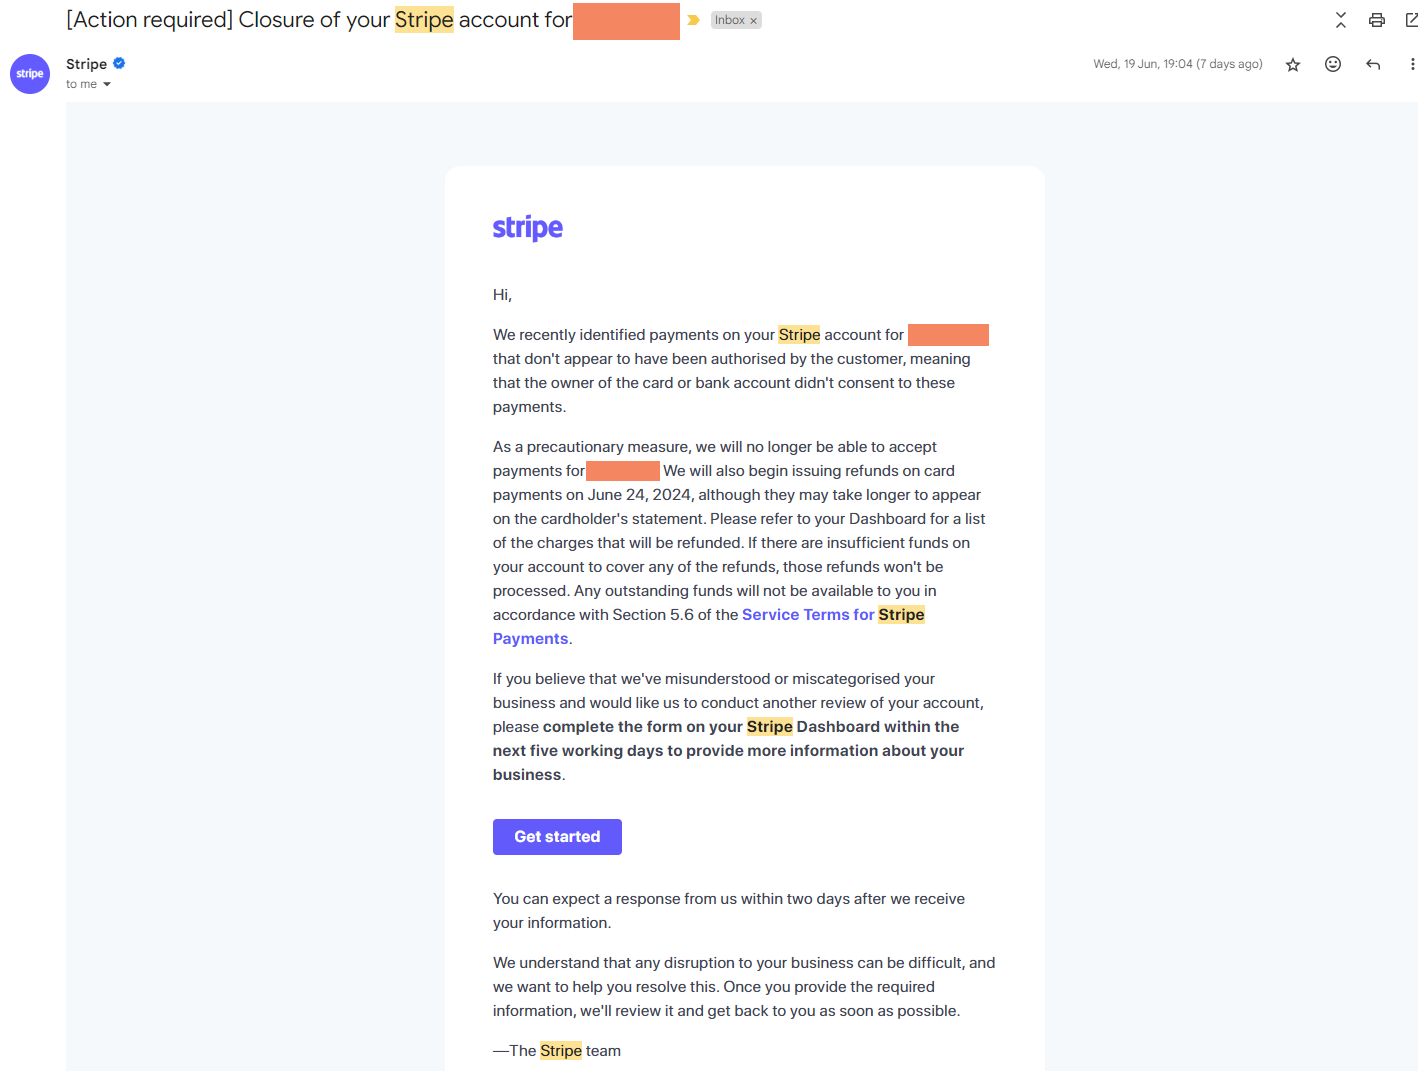 [Action required] Closure of your Stripe account for
Inbox ×
stripe
Stripe
Wed, 19 Jun, 19:04 (7 days ago)
to me
stripe
Hi,
We recently identified payments on your Stripe account for
that don't appear to have been authorised by the customer, meaning
that the owner of the card or bank account didn't consent to these
payments.
As a precautionary measure, we will no longer be able to accept
payments for We will also begin issuing refunds on card
payments on June 24, 2024, although they may take longer to appear
on the cardholder's statement. Please refer to your Dashboard for a list
of the charges that will be refunded. If there are insufficient funds on
your account to cover any of the refunds, those refunds won't be
processed. Any outstanding funds will not be available to you in
accordance with Section 5.6 of the Service Terms for Stripe
Payments.
If you believe that we've misunderstood or miscategorised your
business and would like us to conduct another review of your account,
please complete the form on your Stripe Dashboard within the
next five working days to provide more information about your
business.
Get started
You can expect a response from us within two days after we receive
your information.
We understand that any disruption to your business can be difficult, and
we want to help you resolve this. Once you provide the required
information, we'll review it and get back to you as soon as possible.
—The Stripe team